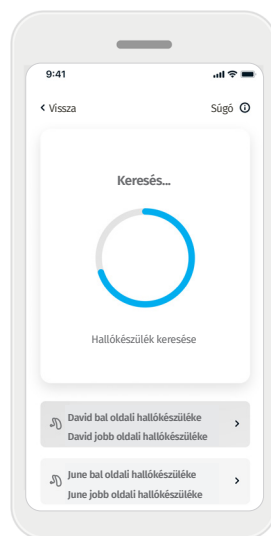 9:41
Vissza Súgó
Keresés...
Hallókészülék keresése
David bal oldali hallókészüléke
David jobb oldali hallókészüléke
June bal oldali hallókészüléke
June jobb oldali hallókészüléke